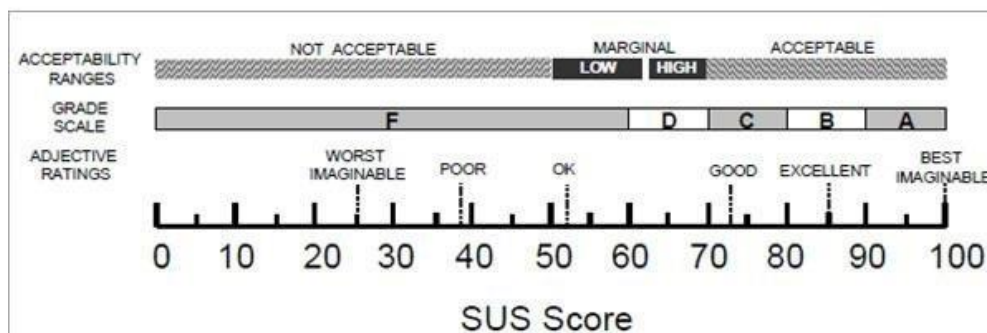 NOT ACCEPTABLE MARGINAL ACCEPTABLE
ACCEPTABILITY RANGES
LOW HIGH
GRADE SCALE
F D C B A
ADJECTIVE RATINGS
WORST IMAGINABLE
POOR
OK
GOOD
EXCELLENT
BEST IMAGINABLE
0 10 20 30 40 50 60 70 80 90 100
SUS Score